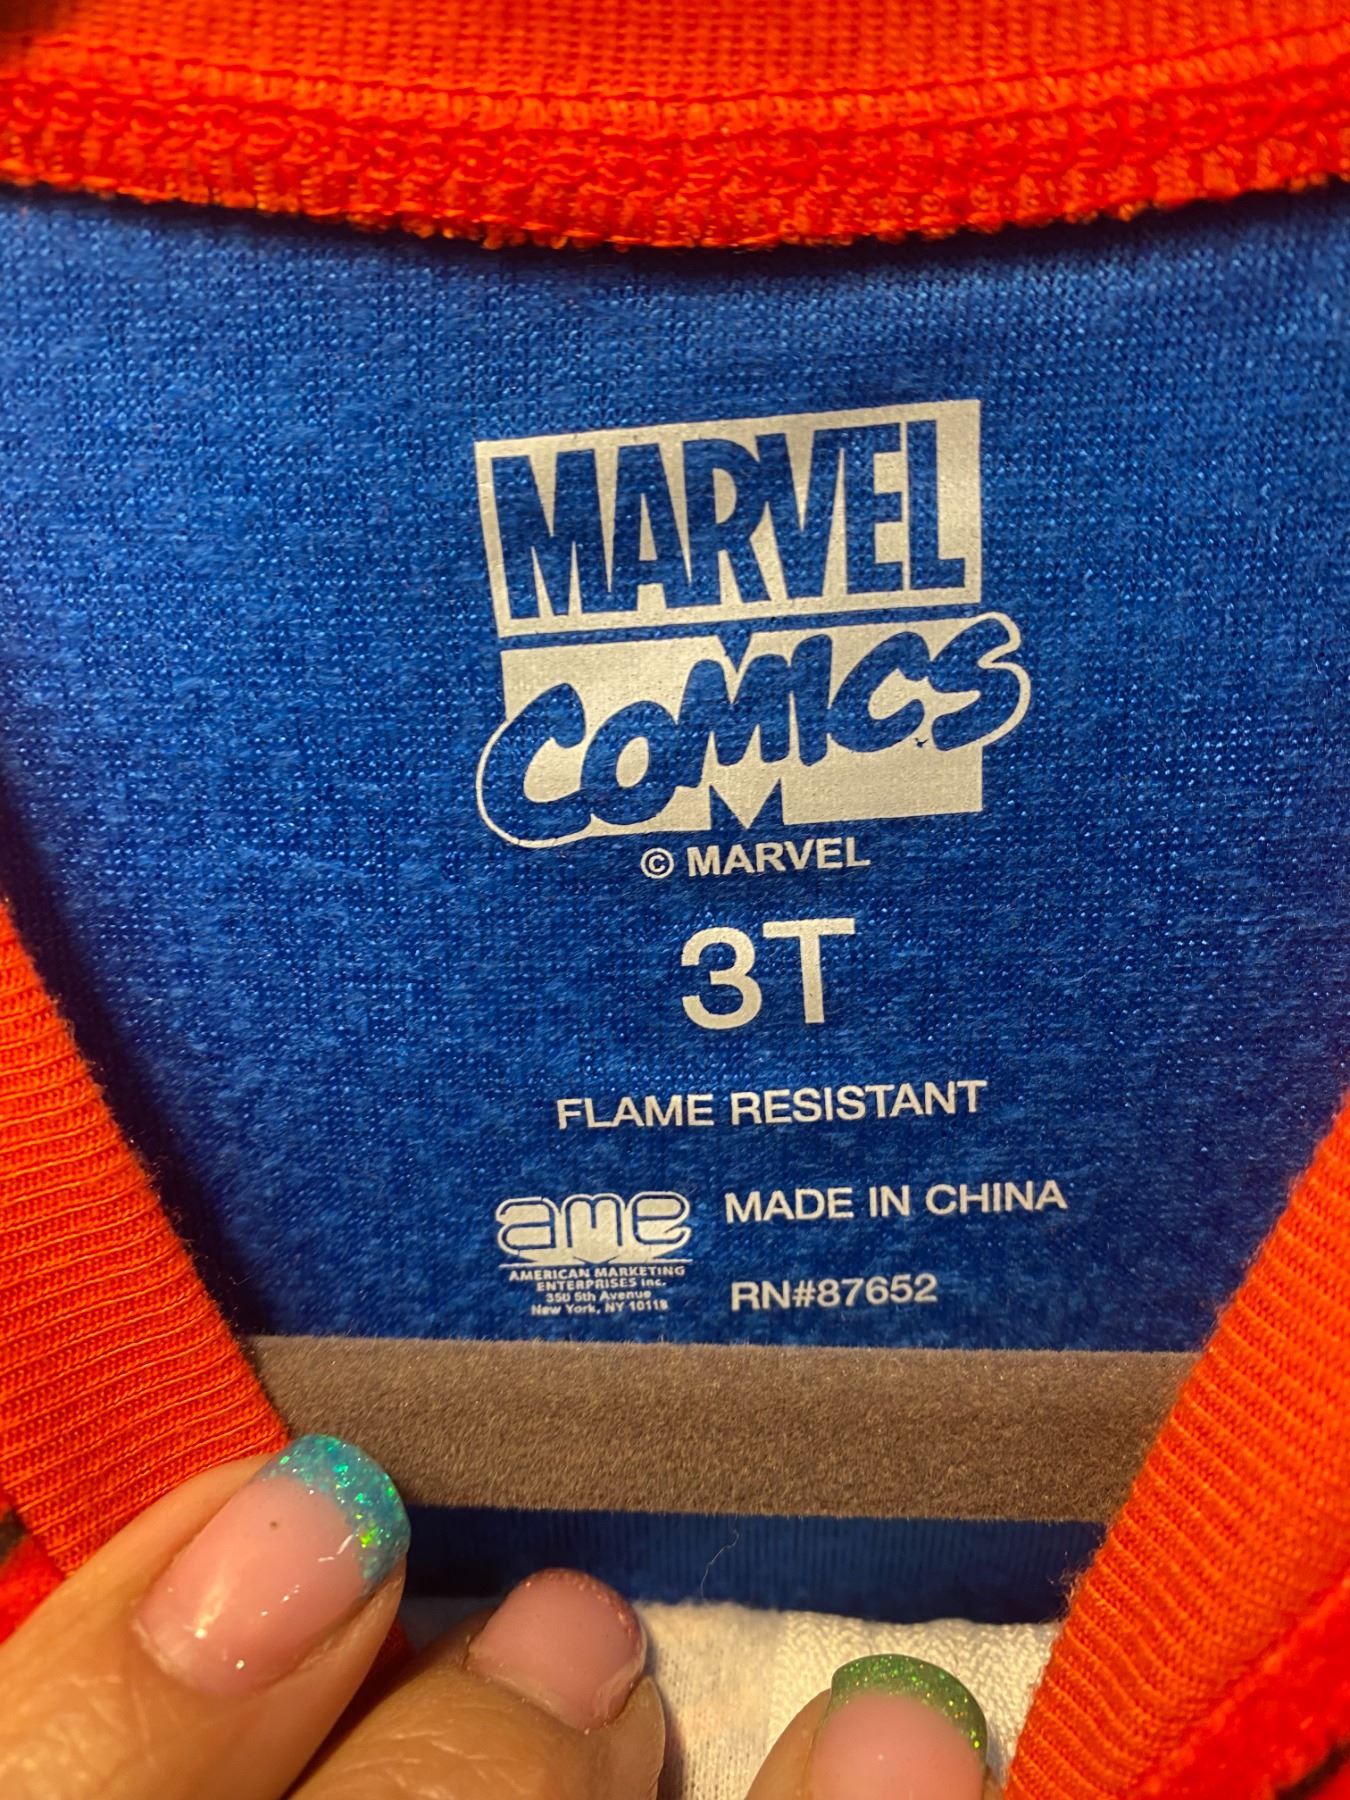 MARVEL
COMICS
© MARVEL
3T
FLAME RESISTANT
ame
AMERICAN MARKETING
ENTERPRISES Inc.
350 5th Avenue
New York, NY 10118
MADE IN CHINA
RN#87652